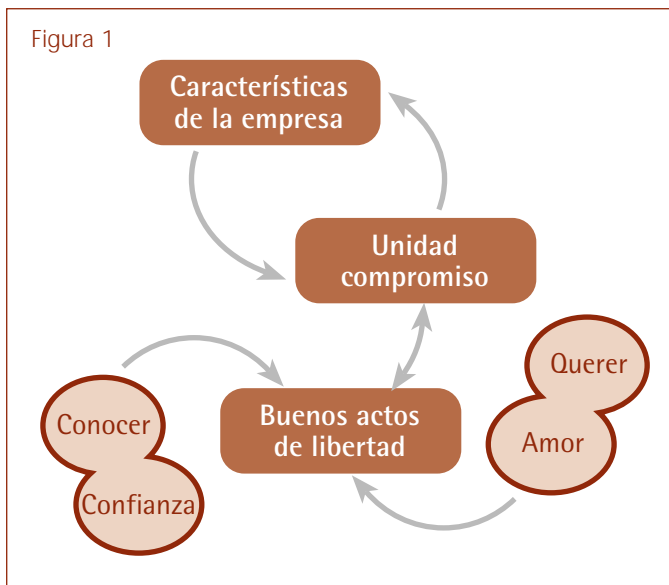 Figura 1
Características
de la empresa
Unidad
compromiso
Buenos actos
de libertad
Conocer
Confianza
Querer
Amor